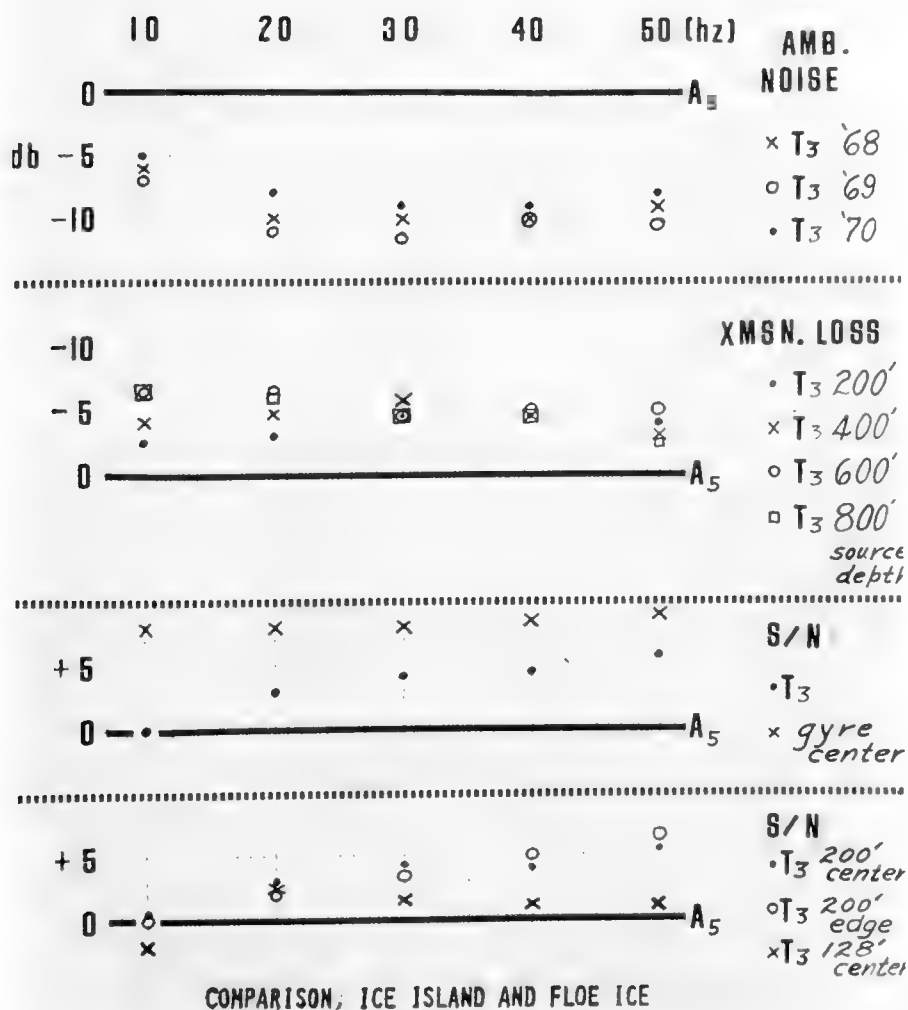 10 20 30 40 50 (hz)
AMB.
NOISE
0 A5
db -5
-10
× T3 '68
o T3 '69
• T3 '70
XMSN. LOSS
-10
-5
0 A5
• T3 200'
× T3 400'
o T3 600'
□ T3 800'
source
depth
S/N
+5
0 A5
• T3
× gyre
center
S/N
+5
0 A5
• T3 200'
center
o T3 200'
edge
× T3 128'
center
COMPARISON, ICE ISLAND AND FLOE ICE